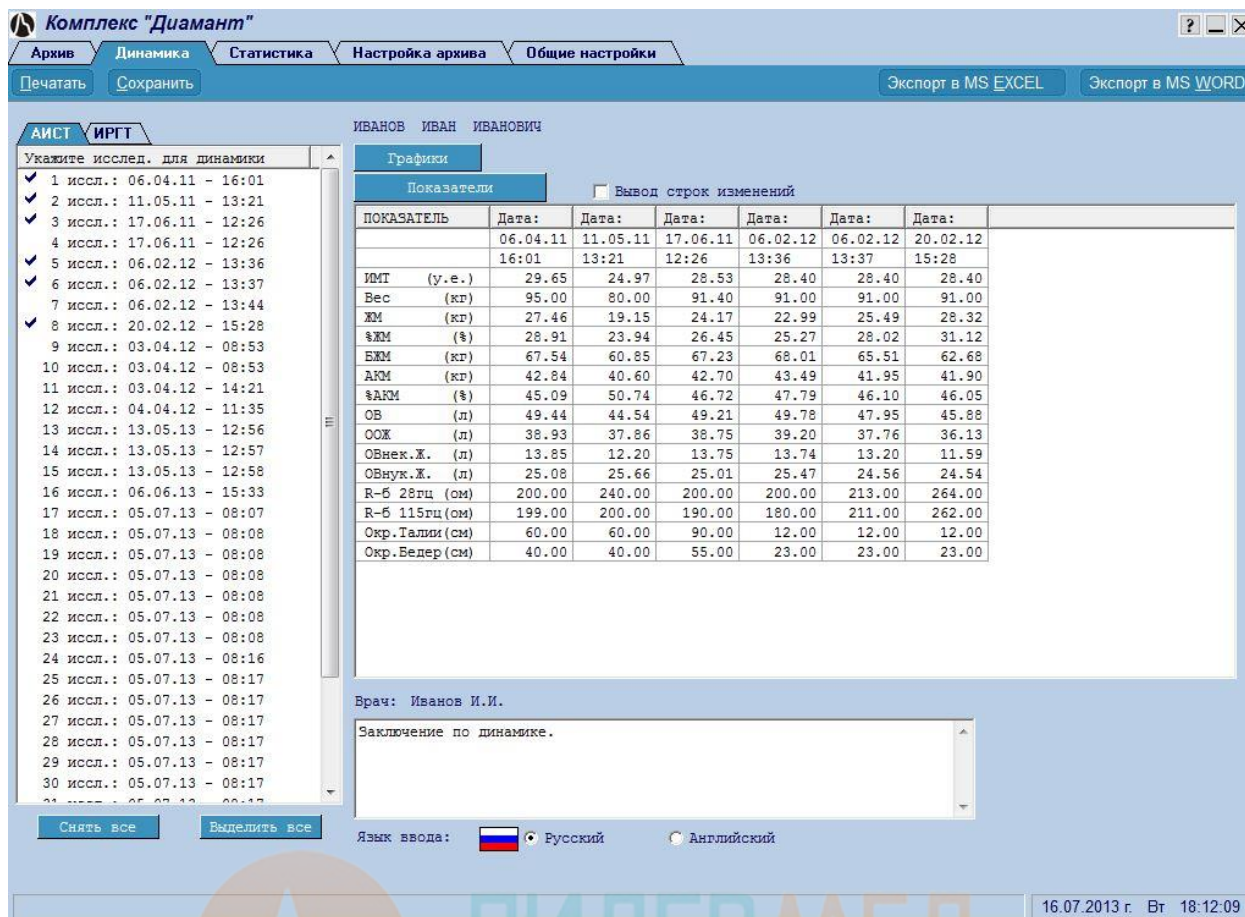 Комплекс "Диамант"
? _ X
Архив Динамика Статистика Настройка архива Общие настройки
Печатать Сохранить Экспорт в MS EXCEL Экспорт в MS WORD
АИСТ ИРГТ
Укажите исслед. для динамики
1 иссл.: 06.04.11 - 16:01
2 иссл.: 11.05.11 - 13:21
3 иссл.: 17.06.11 - 12:26
4 иссл.: 17.06.11 - 12:26
5 иссл.: 06.02.12 - 13:36
6 иссл.: 06.02.12 - 13:37
7 иссл.: 06.02.12 - 13:44
8 иссл.: 20.02.12 - 15:28
9 иссл.: 03.04.12 - 08:53
10 иссл.: 03.04.12 - 08:53
11 иссл.: 03.04.12 - 14:21
12 иссл.: 04.04.12 - 11:35
13 иссл.: 13.05.13 - 12:56
14 иссл.: 13.05.13 - 12:57
15 иссл.: 13.05.13 - 12:58
16 иссл.: 06.06.13 - 15:33
17 иссл.: 05.07.13 - 08:07
18 иссл.: 05.07.13 - 08:08
19 иссл.: 05.07.13 - 08:08
20 иссл.: 05.07.13 - 08:08
21 иссл.: 05.07.13 - 08:08
22 иссл.: 05.07.13 - 08:08
23 иссл.: 05.07.13 - 08:08
24 иссл.: 05.07.13 - 08:16
25 иссл.: 05.07.13 - 08:17
26 иссл.: 05.07.13 - 08:17
27 иссл.: 05.07.13 - 08:17
28 иссл.: 05.07.13 - 08:17
29 иссл.: 05.07.13 - 08:17
30 иссл.: 05.07.13 - 08:17
Снять все Выделить все
ИВАНОВ ИВАН ИВАНОВИЧ
Графики
Показатели Вывод строк изменений
ПОКАЗАТЕЛЬ Дата: Дата: Дата: Дата: Дата: Дата:
06.04.11 11.05.11 17.06.11 06.02.12 06.02.12 20.02.12
16:01 13:21 12:26 13:36 13:37 15:28
ИМТ (у.е.) 29.65 24.97 28.53 28.40 28.40 28.40
Вес (кг) 95.00 80.00 91.40 91.00 91.00 91.00
ЖМ (кг) 27.46 19.15 24.17 22.99 25.49 28.32
%ЖМ (%) 28.91 23.94 26.45 25.27 28.02 31.12
БЖМ (кг) 67.54 60.85 67.23 68.01 65.51 62.68
АКМ (кг) 42.84 40.60 42.70 43.49 41.95 41.90
%АКМ (%) 45.09 50.74 46.72 47.79 46.10 46.05
ОВ (л) 49.44 44.54 49.21 49.78 47.95 45.88
ООЖ (л) 38.93 37.86 38.75 39.20 37.76 36.13
ОВнек.Ж. (л) 13.85 12.20 13.75 13.74 13.20 11.59
ОВнук.Ж. (л) 25.08 25.66 25.01 25.47 24.56 24.54
R-б 28гц (ом) 200.00 240.00 200.00 200.00 213.00 264.00
R-б 115гц(ом) 199.00 200.00 190.00 180.00 211.00 262.00
Окр.Талии(см) 60.00 60.00 90.00 12.00 12.00 12.00
Окр.Бедер(см) 40.00 40.00 55.00 23.00 23.00 23.00
Врач: Иванов И.И.
Заключение по динамике.
Язык ввода: Русский Английский
16.07.2013 г. Вт 18:12:09